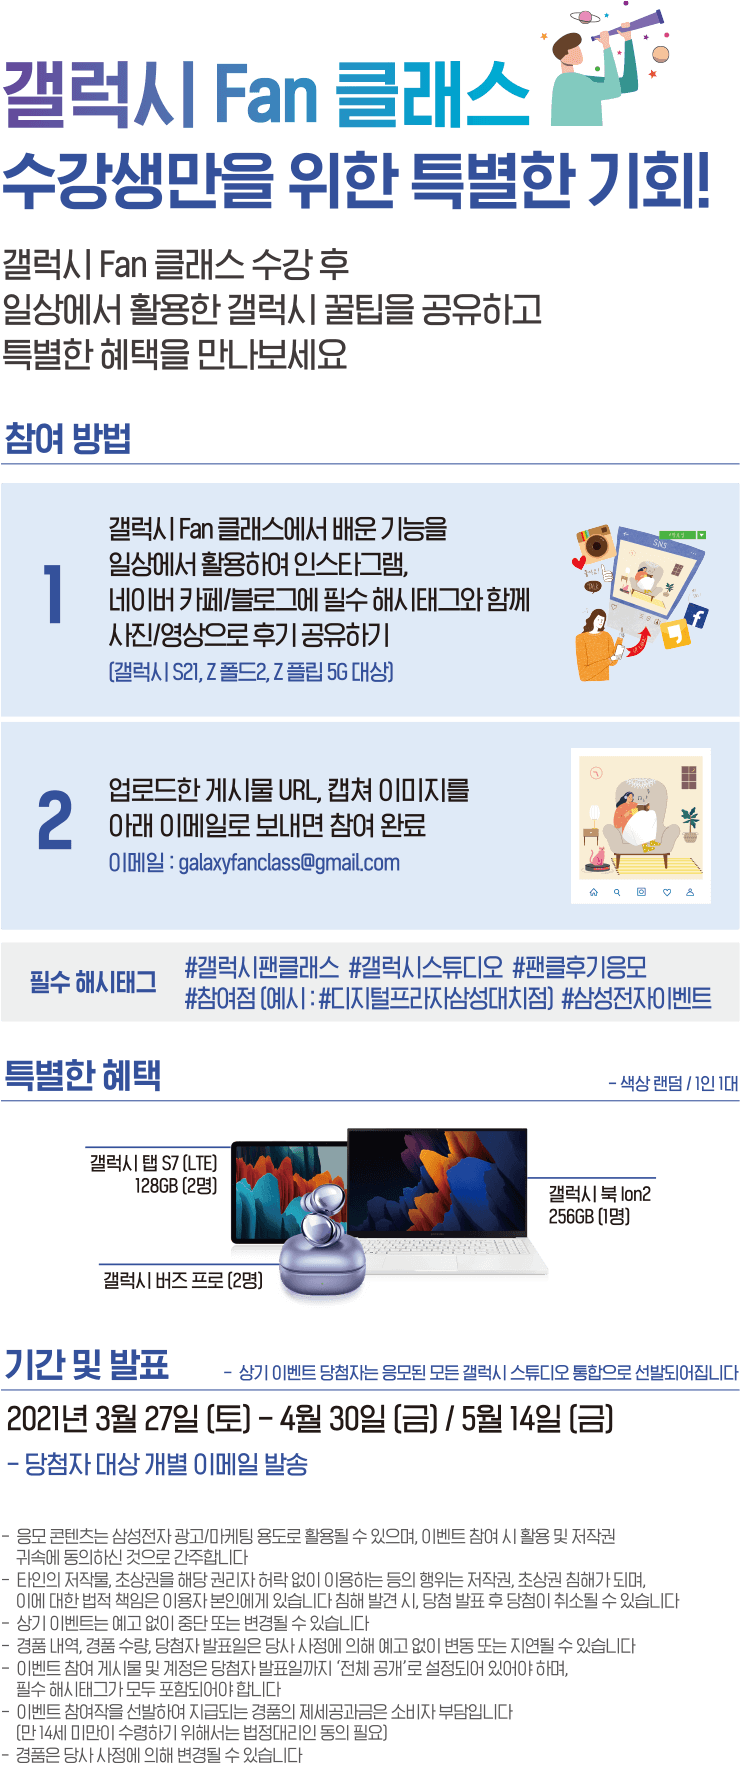 갤럭시 Fan 클래스
수강생만을 위한 특별한 기회!
갤럭시 Fan 클래스 수강 후
일상에서 활용한 갤럭시 꿀팁을 공유하고
특별한 혜택을 만나보세요
참여 방법
1
갤럭시 Fan 클래스에서 배운 기능을
일상에서 활용하여 인스타그램,
네이버 카페/블로그에 필수 해시태그와 함께
사진/영상으로 후기 공유하기
(갤럭시 S21, Z 폴드2, Z 플립 5G 대상)
SNS
TALK
2
업로드한 게시물 URL, 캡쳐 이미지를
아래 이메일로 보내면 참여 완료
이메일 : galaxyfanclass@gmail.com
필수 해시태그
#갤럭시팬클래스 #갤럭시스튜디오 #팬클후기응모
#참여점 (예시 : #디지털프라자삼성대치점) #삼성전자이벤트
특별한 혜택
- 색상 랜덤 / 1인 1대
갤럭시 탭 S7 (LTE)
128GB (2명)
갤럭시 북 Ion2
256GB (1명)
갤럭시 버즈 프로 (2명)
기간 및 발표
- 상기 이벤트 당첨자는 응모된 모든 갤럭시 스튜디오 통합으로 선발되어집니다
2021년 3월 27일 (토) – 4월 30일 (금) / 5월 14일 (금)
- 당첨자 대상 개별 이메일 발송
- 응모 콘텐츠는 삼성전자 광고/마케팅 용도로 활용될 수 있으며, 이벤트 참여 시 활용 및 저작권
귀속에 동의하신 것으로 간주합니다
- 타인의 저작물, 초상권을 해당 권리자 허락 없이 이용하는 등의 행위는 저작권, 초상권 침해가 되며,
이에 대한 법적 책임은 이용자 본인에게 있습니다 침해 발견 시, 당첨 발표 후 당첨이 취소될 수 있습니다
- 상기 이벤트는 예고 없이 중단 또는 변경될 수 있습니다
- 경품 내역, 경품 수량, 당첨자 발표일은 당사 사정에 의해 예고 없이 변동 또는 지연될 수 있습니다
- 이벤트 참여 게시물 및 계정은 당첨자 발표일까지 ‘전체 공개’로 설정되어 있어야 하며,
필수 해시태그가 모두 포함되어야 합니다
- 이벤트 참여작을 선발하여 지급되는 경품의 제세공과금은 소비자 부담입니다
(만 14세 미만이 수령하기 위해서는 법정대리인 동의 필요)
- 경품은 당사 사정에 의해 변경될 수 있습니다